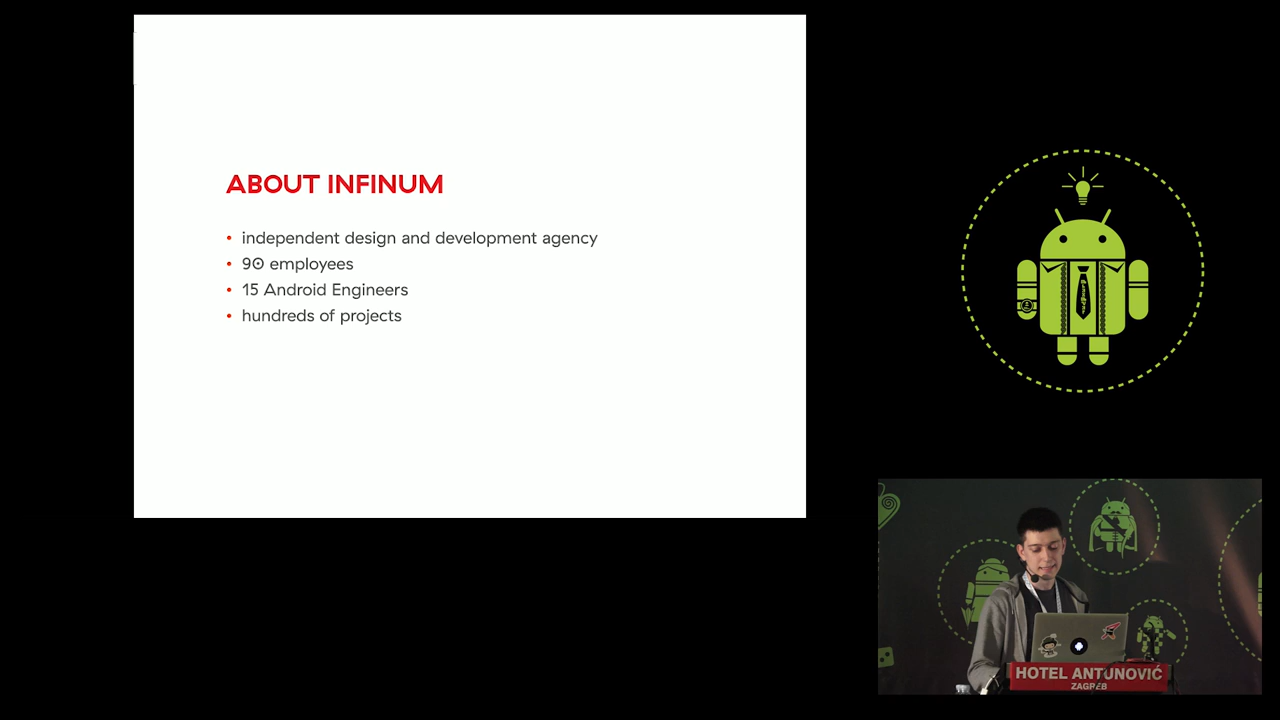 ABOUT INFINUM
• independent design and development agency
• 90 employees
• 15 Android Engineers
• hundreds of projects
HOTEL ANTUNOVIĆ
ZAGREB